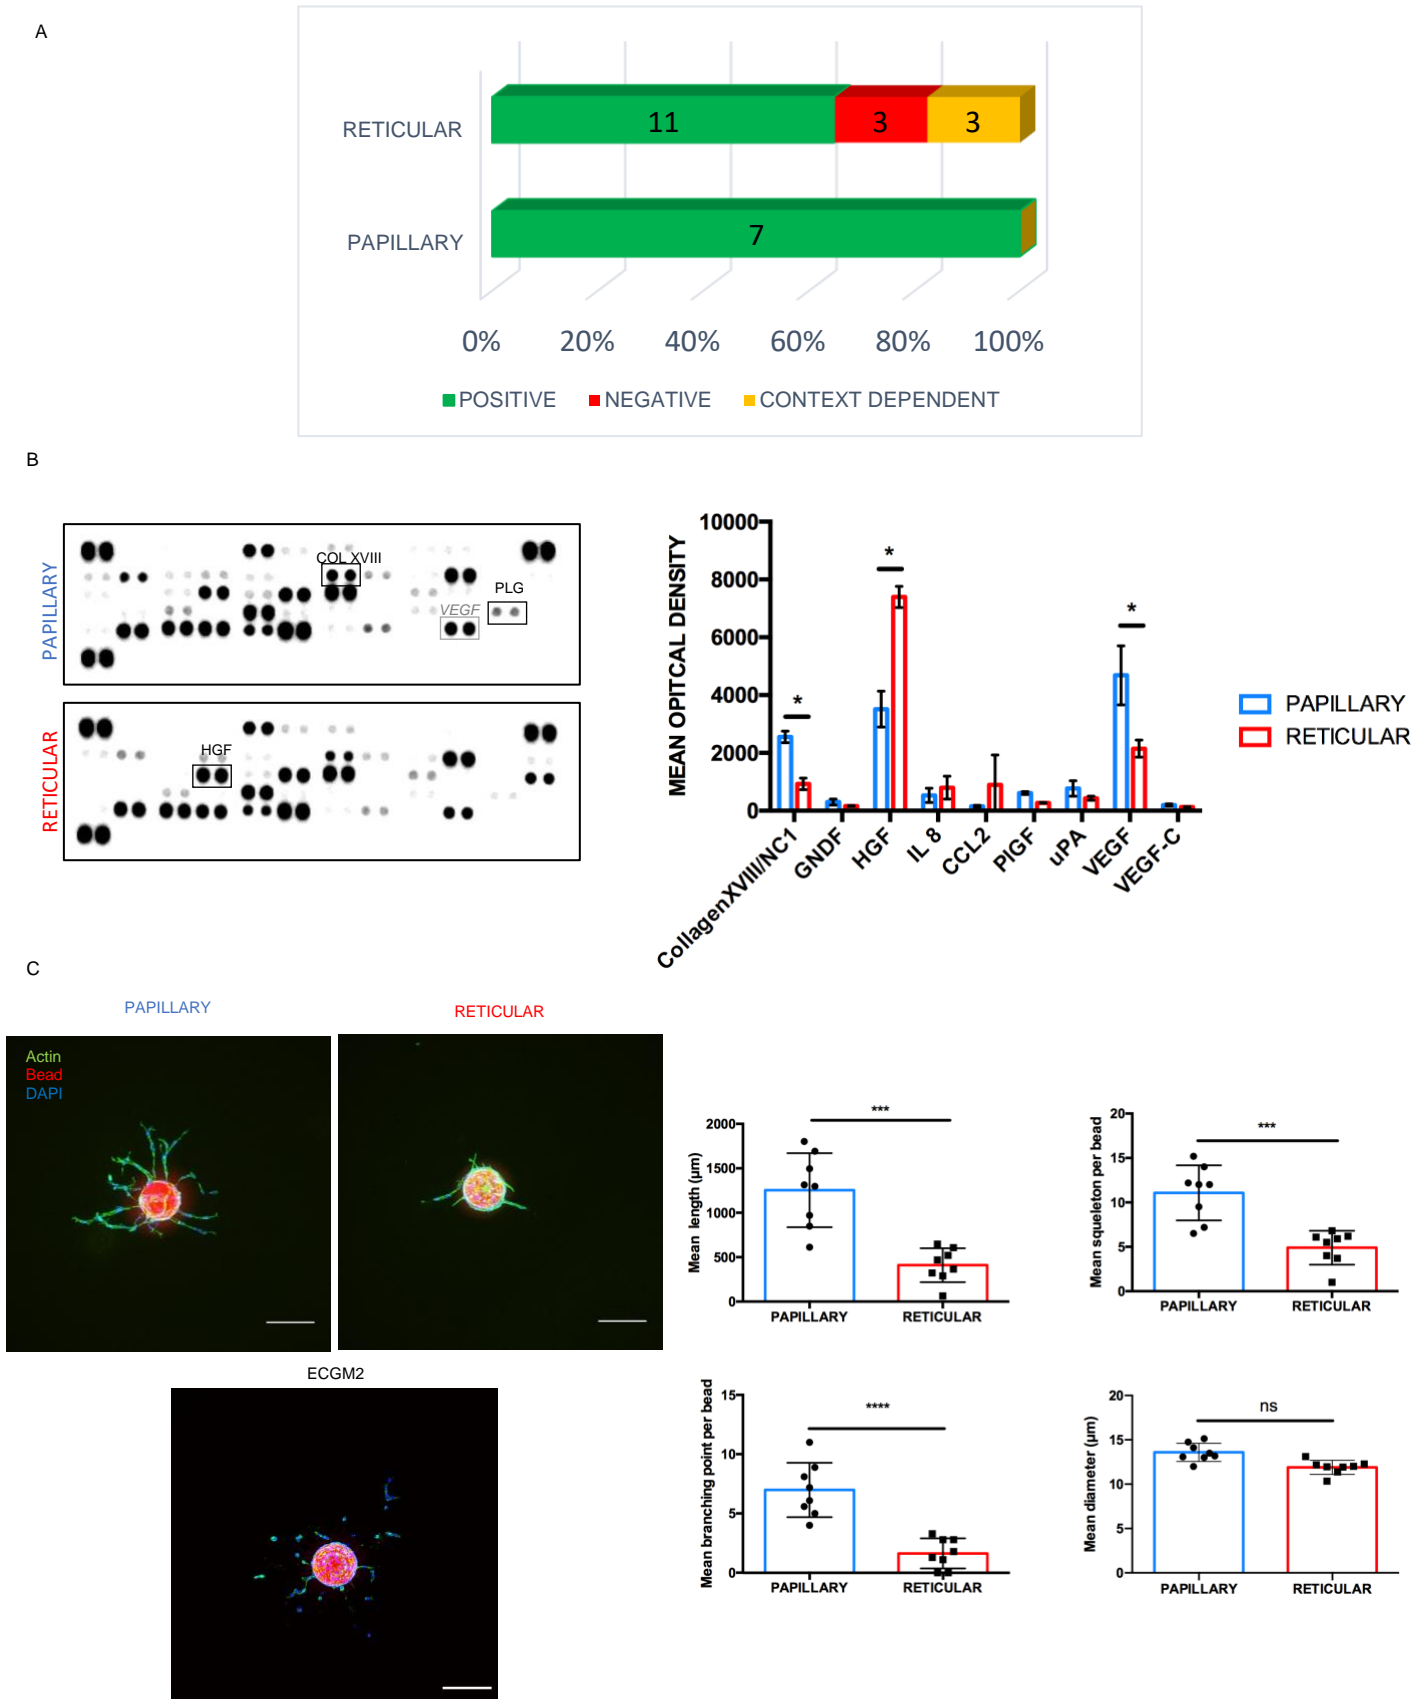 A
RETICULAR
11
3
3
PAPILLARY
7
0%
20%
40%
60%
80%
100%
POSITIVE
NEGATIVE
CONTEXT DEPENDENT
B
PAPILLARY
COL XVIII
PLG
VEGF
RETICULAR
HGF
MEAN OPITCAL DENSITY
10000
8000
6000
4000
2000
0
*
*
*
CollagenXVIII/NC1
GNDF
HGF
IL 8
CCL2
PlGF
uPA
VEGF
VEGF-C
PAPILLARY
RETICULAR
C
PAPILLARY
RETICULAR
Actin
Bead
DAPI
ECGM2
Mean length (µm)
2000
1500
1000
500
0
***
PAPILLARY
RETICULAR
Mean squeleton per bead
20
15
10
5
0
***
PAPILLARY
RETICULAR
Mean branching point per bead
15
10
5
0
****
PAPILLARY
RETICULAR
Mean diameter (µm)
20
15
10
5
0
ns
PAPILLARY
RETICULAR